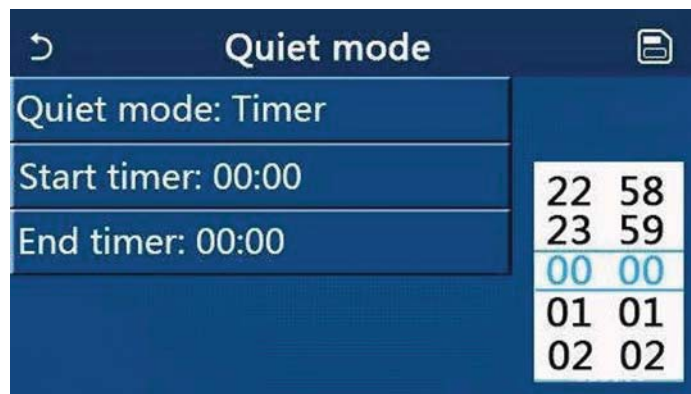 Quiet mode
Quiet mode: Timer
Start timer: 00:00
End timer: 00:00
22 58
23 59
00 00
01 01
02 02